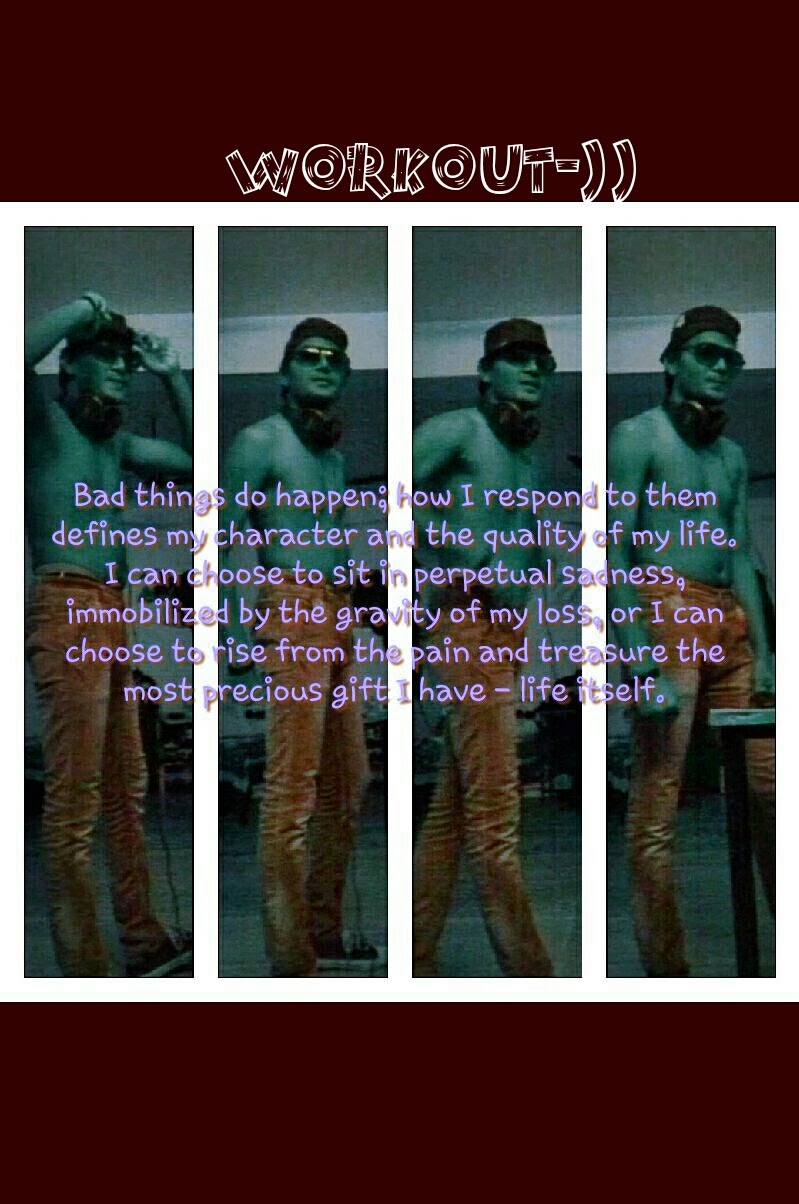 WORKOUT-))
Bad things do happen; how I respond to them
defines my character and the quality of my life.
I can choose to sit in perpetual sadness,
immobilized by the gravity of my loss, or I can
choose to rise from the pain and treasure the
most precious gift I have - life itself.